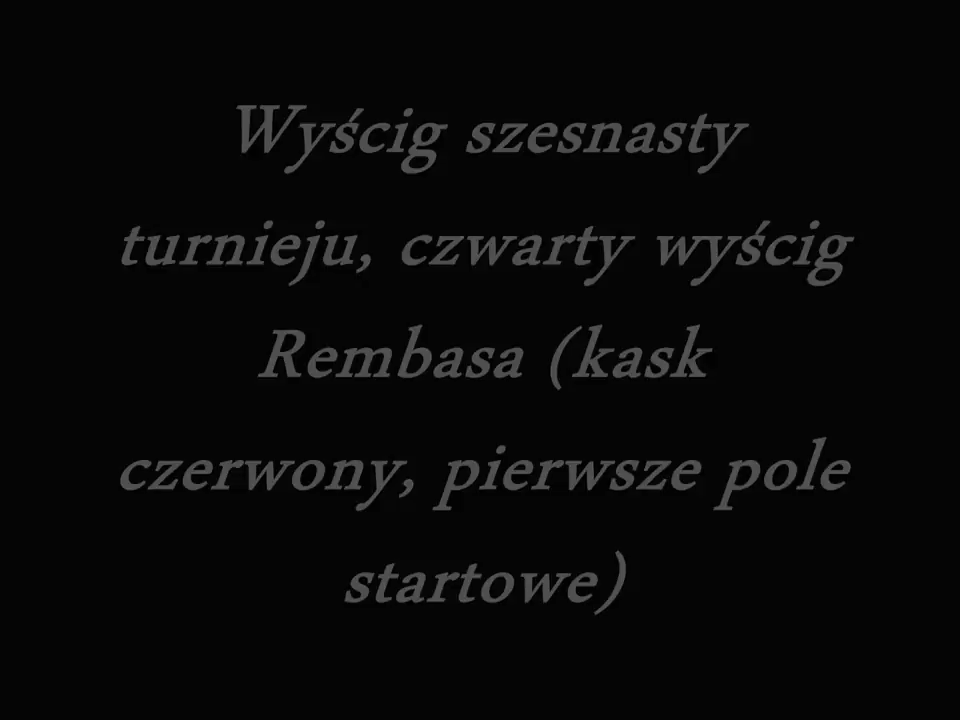 Wyścig szesnasty
turnieju, czwarty wyścig
Rembasa (kask
czerwony, pierwsze pole
startowe)